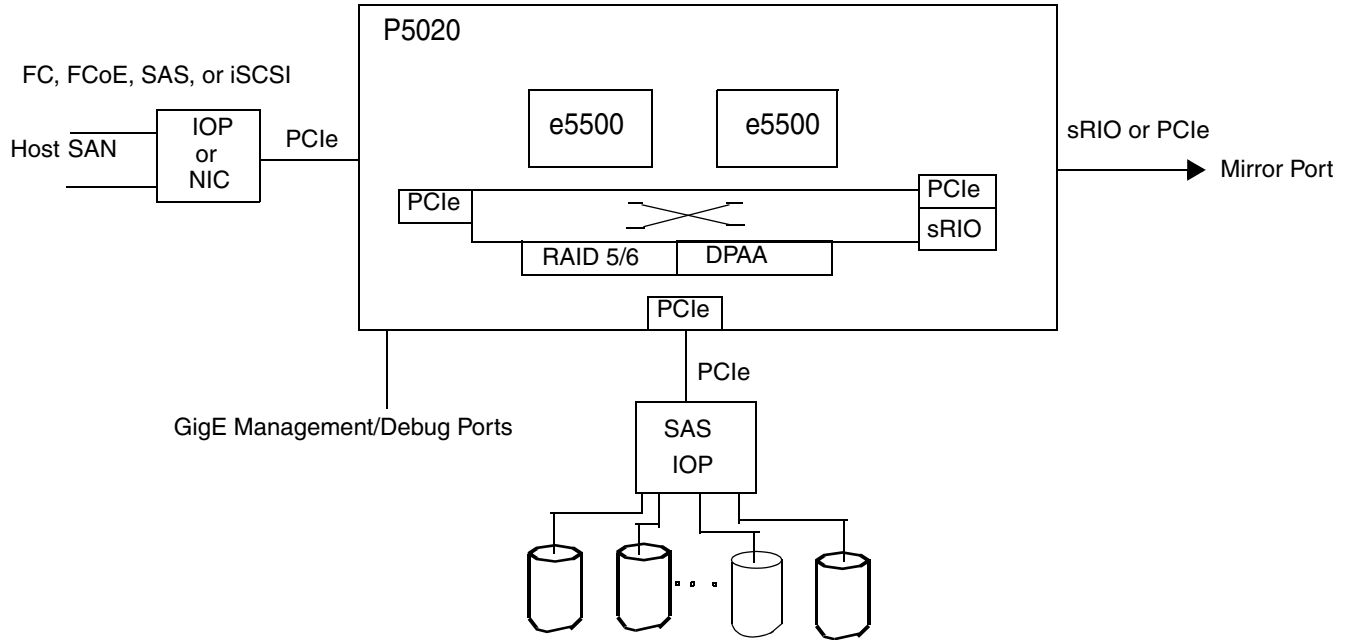 P5020
FC, FCoE, SAS, or iSCSI
e5500
e5500
sRIO or PCIe
IOP
or
NIC
PCIe
Host SAN
Mirror Port
PCIe
PCIe
sRIO
RAID 5/6
DPAA
PCIe
PCIe
GigE Management/Debug Ports
SAS
IOP